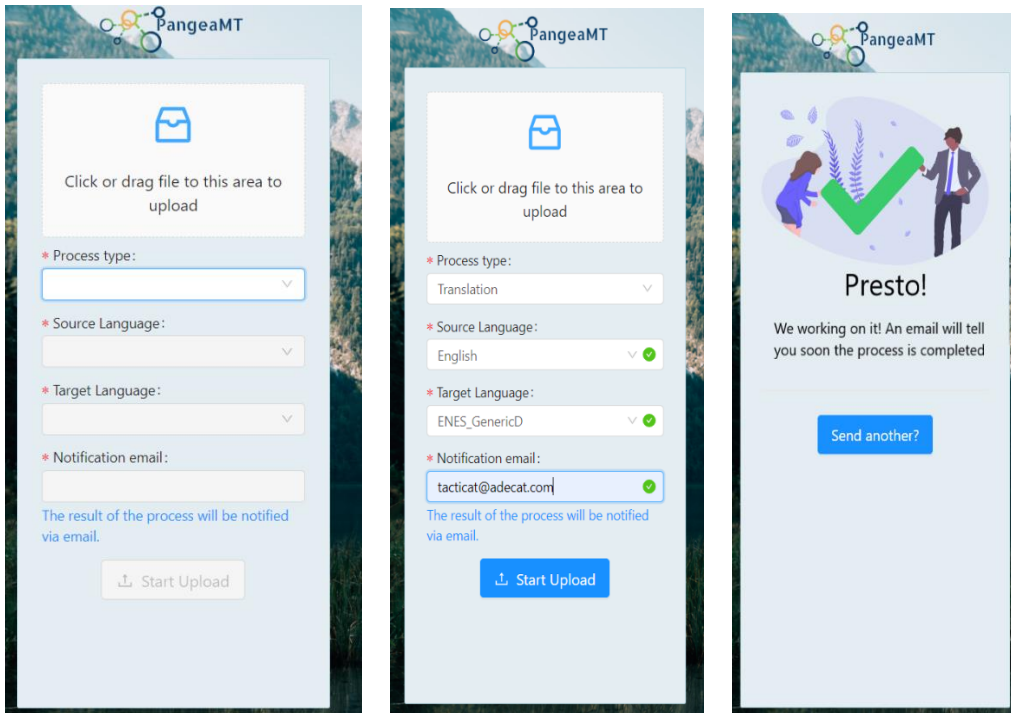 PangeaMT
Click or drag file to this area to
upload
* Process type:
* Source Language:
* Target Language:
* Notification email:
The result of the process will be notified
via email.
Start Upload
PangeaMT
Click or drag file to this area to
upload
* Process type:
Translation
* Source Language:
English
* Target Language:
ENES_GenericD
* Notification email:
tacticat@adecat.com
The result of the process will be notified
via email.
Start Upload
PangeaMT
Presto!
We working on it! An email will tell
you soon the process is completed
Send another?